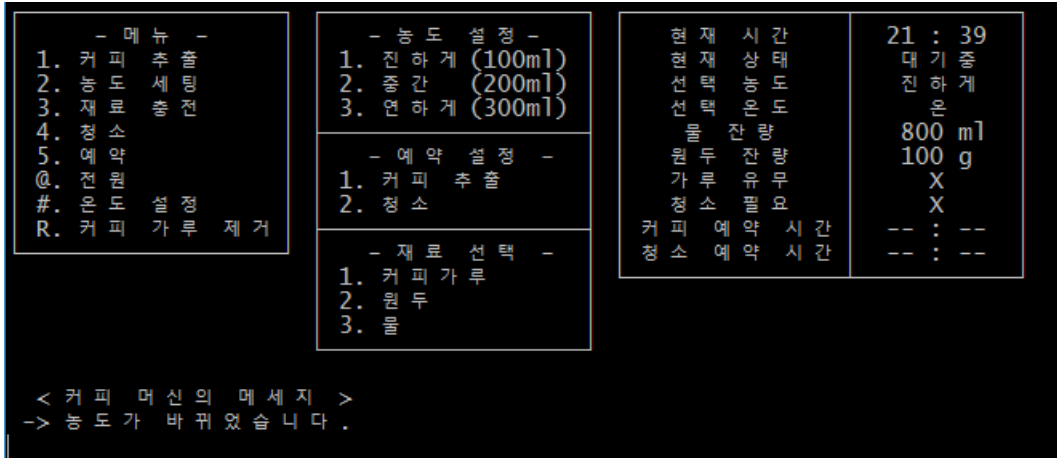 - 메뉴 -
1. 커피 추출
2. 농도 세팅
3. 재료 충전
4. 청소
5. 예약
@. 전원
#. 온도 설정
R. 커피 가루 제거
- 농도 설정 -
1. 진하게 (100ml)
2. 중간 (200ml)
3. 연하게 (300ml)
- 예약 설정 -
1. 커피 추출
2. 청소
- 재료 선택 -
1. 커피가루
2. 원두
3. 물
현재 시간 21 : 39
현재 상태 대기중
선택 농도 진하게
선택 온도 온
물 잔량 800 ml
원두 잔량 100 g
가루 유무 X
청소 필요 X
커피 예약 시간 -- : --
청소 예약 시간 -- : --
< 커피 머신의 메세지 >
-> 농도가 바뀌었습니다.